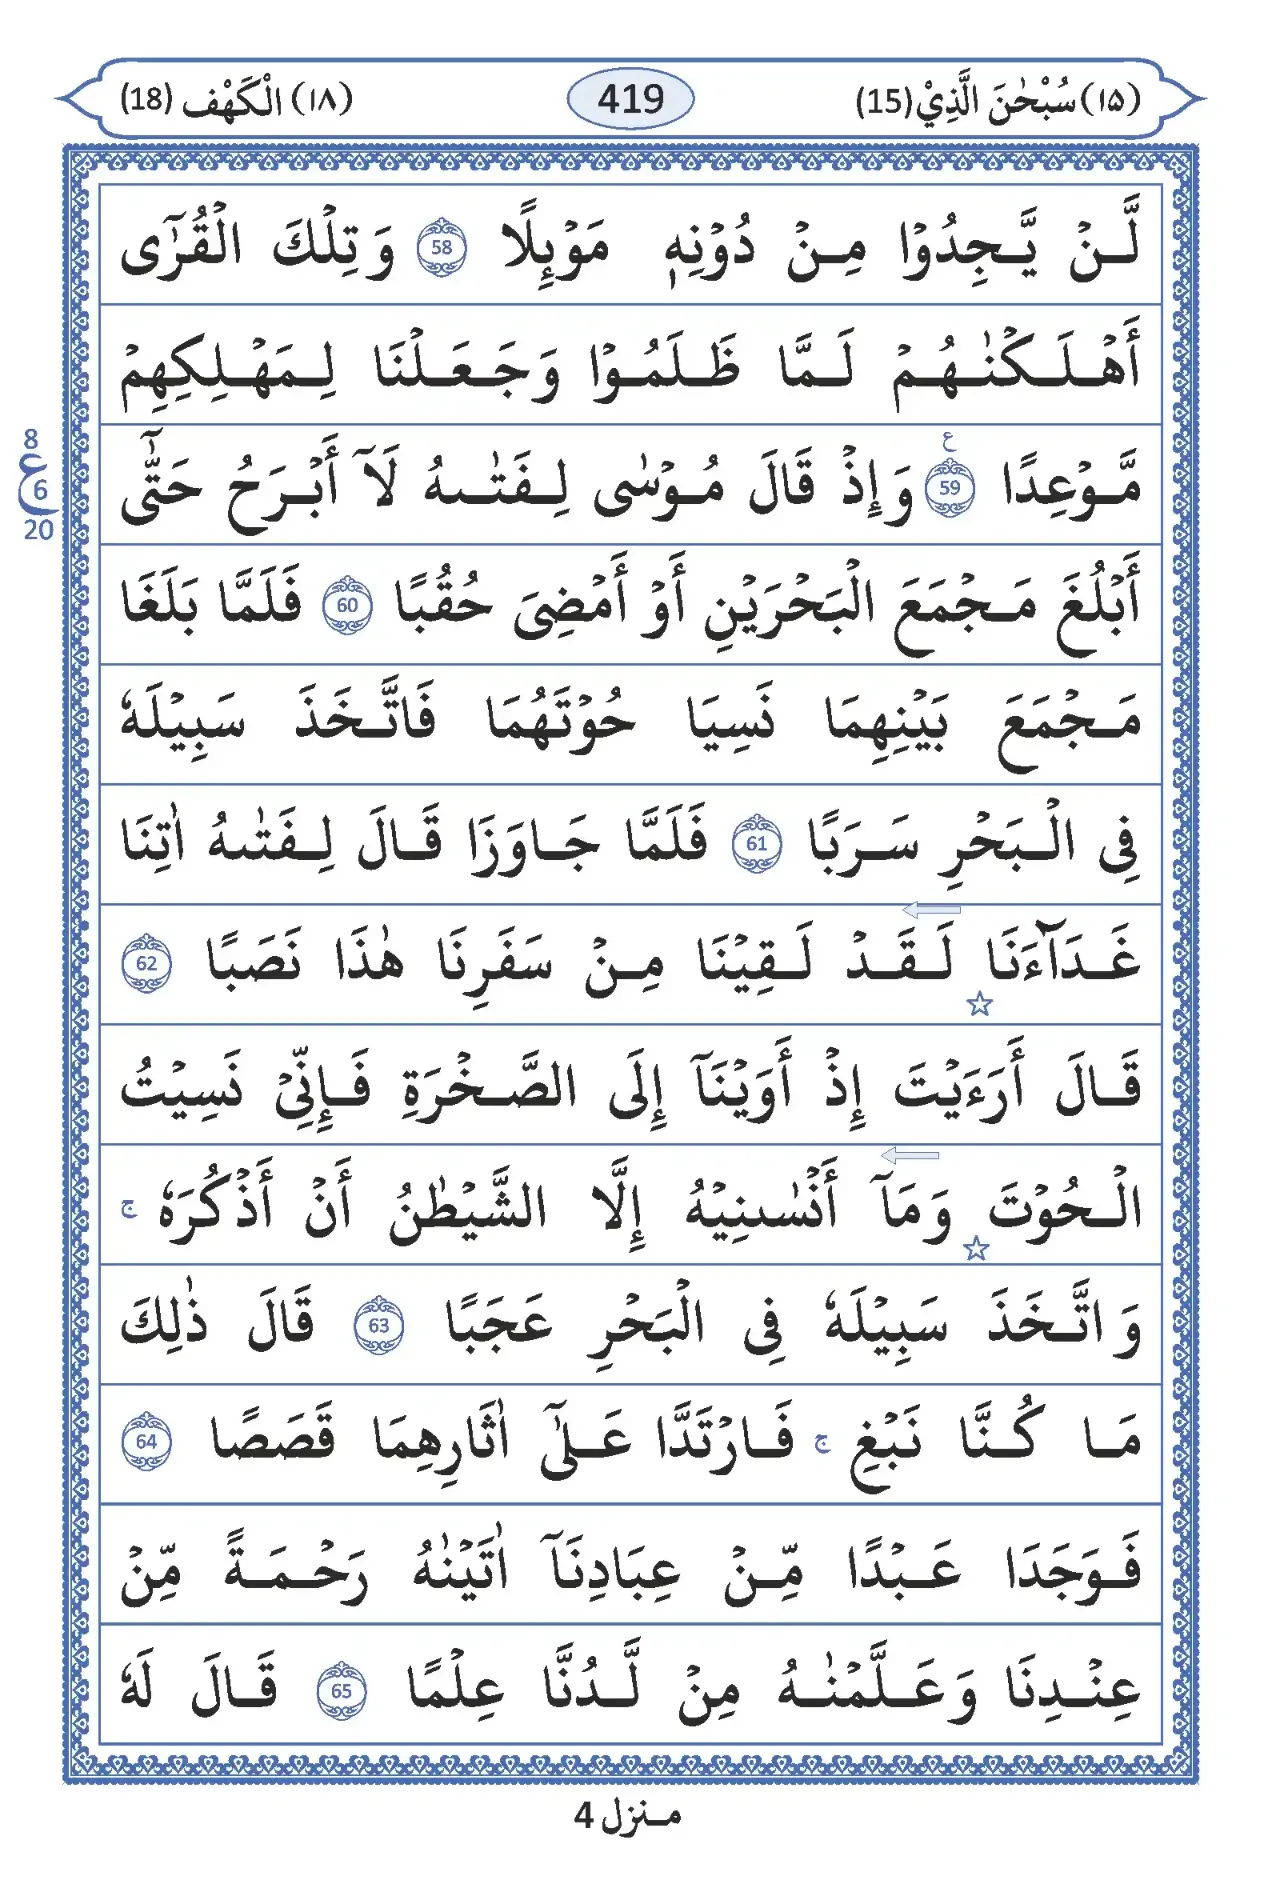 (۱۵) سُبْحٰنَ الَّذِيْ (15)
419
(۱۸) الْكَهْف (18)
لَّنْ يَّجِدُوْا مِنْ دُوْنِهٖ مَوْىِٕلًا 58 وَتِلْكَ الْقُرٰٓى
أَهْلَكْنٰهُمْ لَمَّا ظَلَمُوْا وَجَعَلْنَا لِمَهْلِكِهِمْ
مَّوْعِدًا ع 59 وَإِذْ قَالَ مُوْسٰى لِفَتٰىهُ لَآ أَبْرَحُ حَتّٰٓى
8
ع
6
20
أَبْلُغَ مَجْمَعَ الْبَحْرَيْنِ أَوْ أَمْضِىَ حُقُبًا 60 فَلَمَّا بَلَغَا
مَجْمَعَ بَيْنِهِمَا نَسِيَا حُوْتَهُمَا فَاتَّخَذَ سَبِيْلَهٗ
فِى الْبَحْرِ سَرَبًا 61 فَلَمَّا جَاوَزَا قَالَ لِفَتٰىهُ اٰتِنَا
غَدَآءَنَا ☆ لَقَدْ لَقِيْنَا مِنْ سَفَرِنَا هٰذَا نَصَبًا 62
قَالَ أَرَءَيْتَ إِذْ أَوَيْنَآ إِلَى الصَّخْرَةِ فَإِنِّىْ نَسِيْتُ
الْحُوْتَ ☆ وَمَآ أَنْسٰىنِيْهُ إِلَّا الشَّيْطٰنُ أَنْ أَذْكُرَهٗ ج
وَاتَّخَذَ سَبِيْلَهٗ فِى الْبَحْرِ عَجَبًا 63 قَالَ ذٰلِكَ
مَا كُنَّا نَبْغِ ج فَارْتَدَّا عَلٰٓى اٰثَارِهِمَا قَصَصًا 64
فَوَجَدَا عَبْدًا مِّنْ عِبَادِنَآ اٰتَيْنٰهُ رَحْمَةً مِّنْ
عِنْدِنَا وَعَلَّمْنٰهُ مِنْ لَّدُنَّا عِلْمًا 65 قَالَ لَهٗ
منزل 4